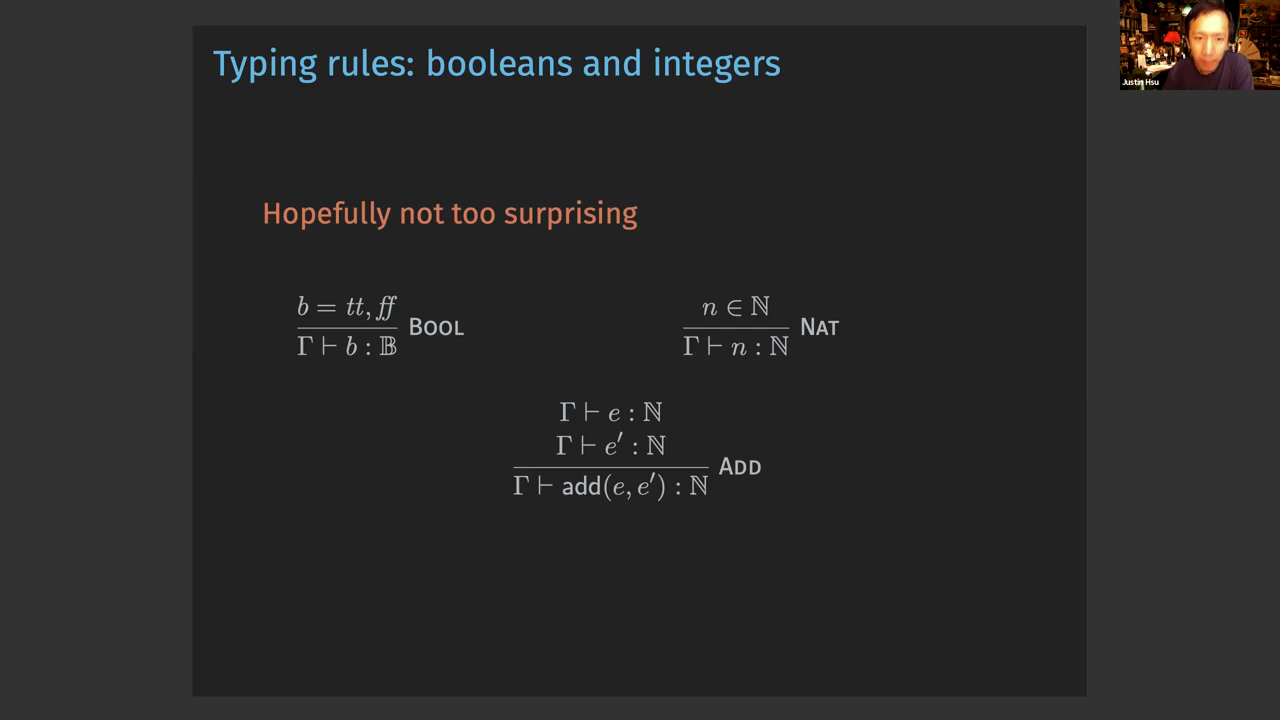 Typing rules: booleans and integers
Justin Hsu
Hopefully not too surprising
b = tt, ff
Γ ⊢ b : 𝔹
BOOL
n ∈ ℕ
Γ ⊢ n : ℕ
NAT
Γ ⊢ e : ℕ
Γ ⊢ e′ : ℕ
Γ ⊢ add(e, e′) : ℕ
ADD